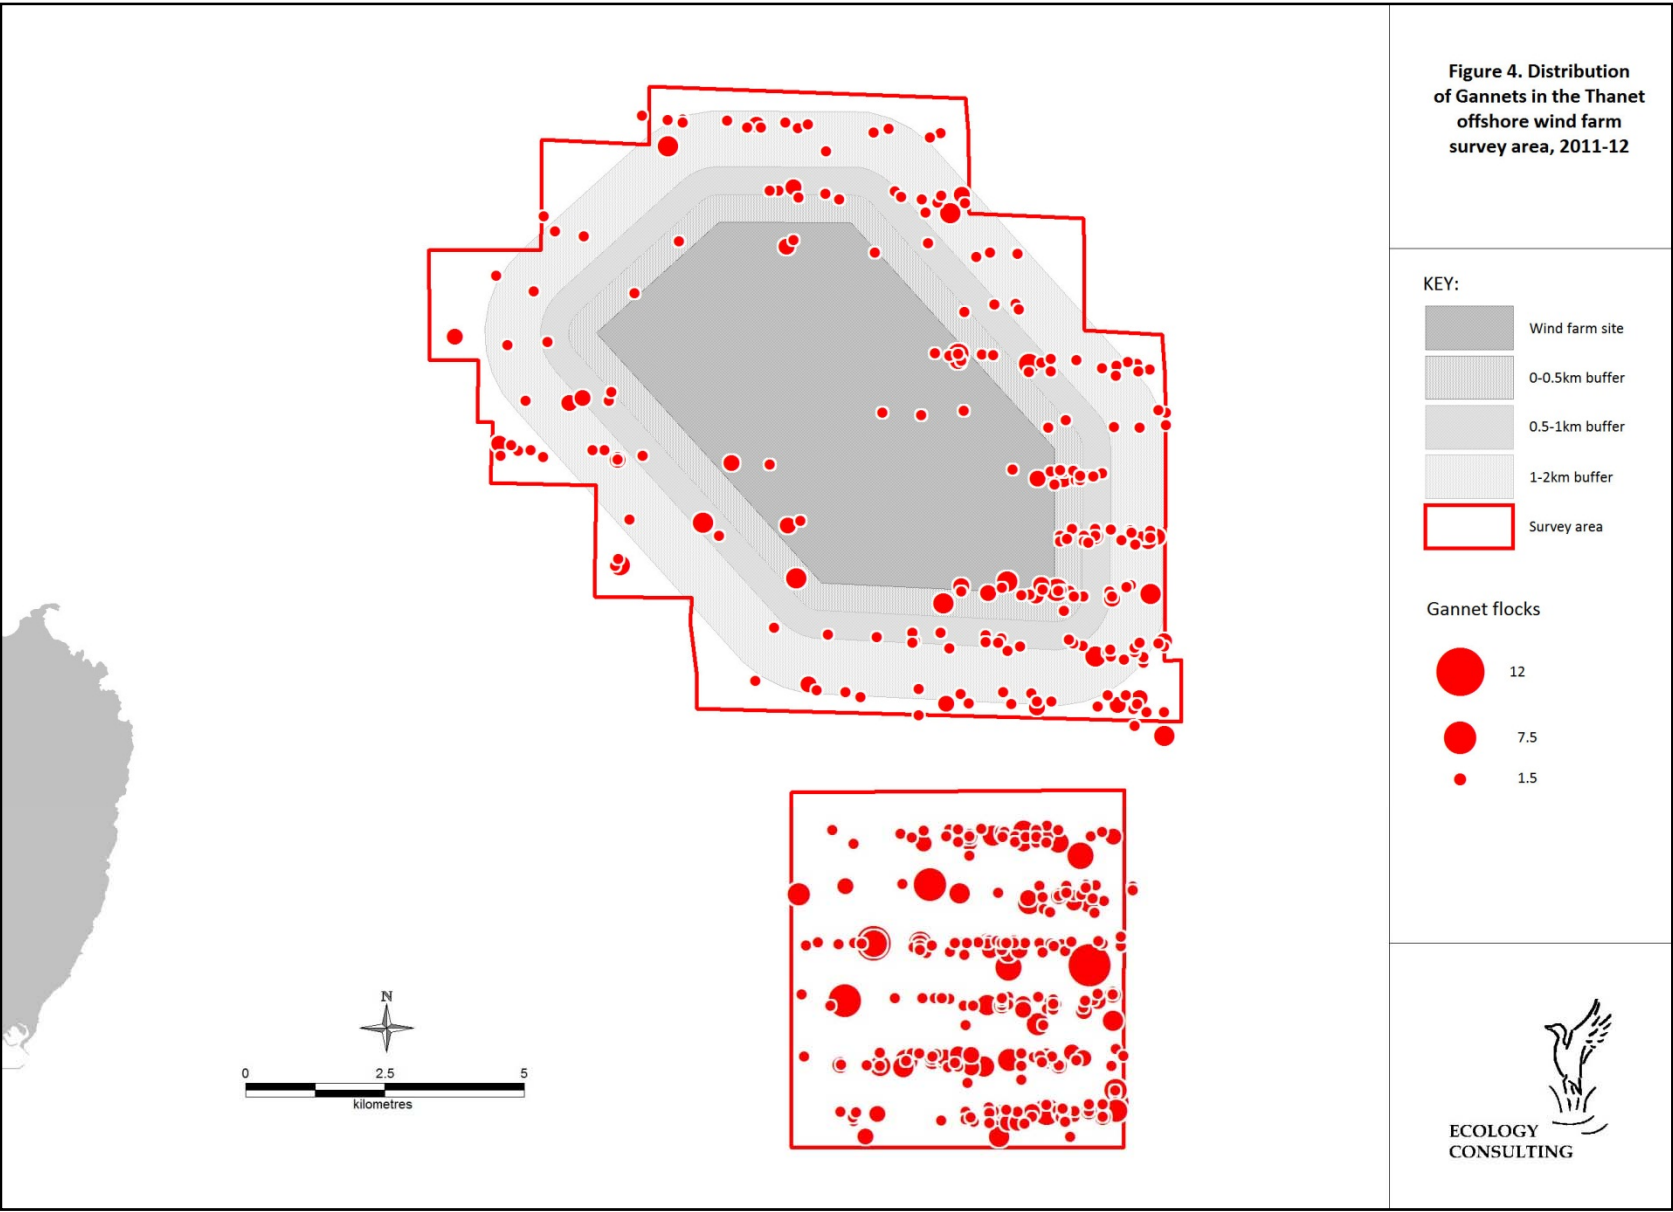 Figure 4. Distribution
of Gannets in the Thanet
offshore wind farm
survey area, 2011-12
KEY:
Wind farm site
0-0.5km buffer
0.5-1km buffer
1-2km buffer
Survey area
Gannet flocks
12
7.5
1.5
N
0 2.5 5
kilometres
ECOLOGY
CONSULTING